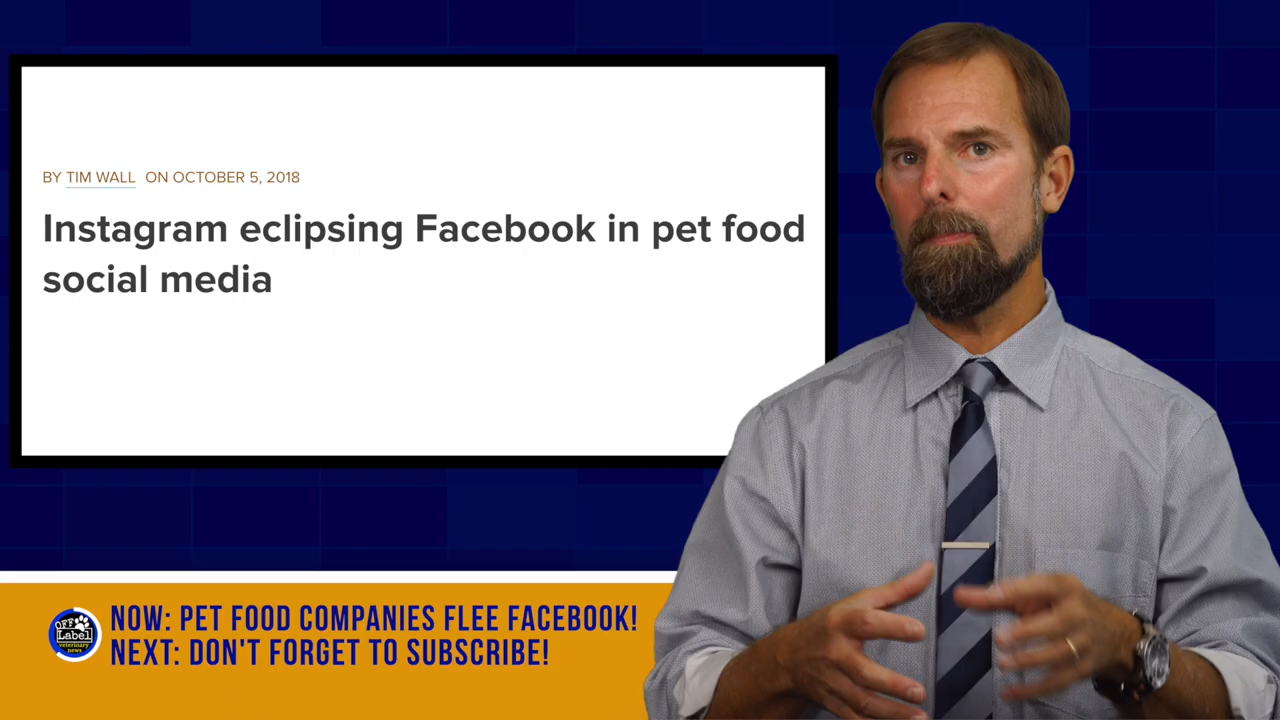 BY TIM WALL ON OCTOBER 5, 2018
Instagram eclipsing Facebook in pet food
social media
OFF
Label
veterinary
news
NOW: PET FOOD COMPANIES FLEE FACEBOOK!
NEXT: DON'T FORGET TO SUBSCRIBE!